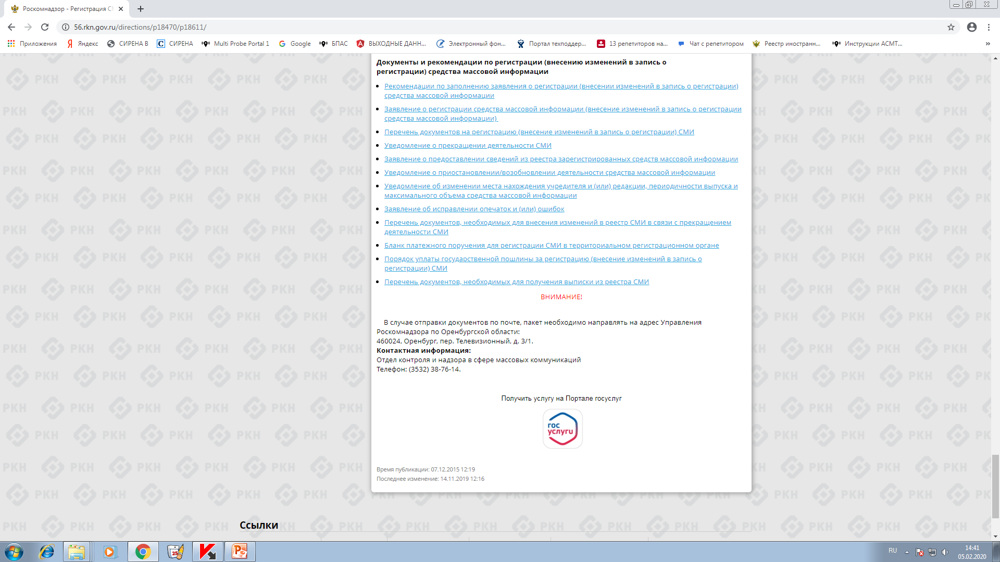 Роскомнадзор - Регистрация С
56.rkn.gov.ru/directions/p18470/p18611/
Приложения
Яндекс
СИРЕНА В
СИРЕНА
Multi Probe Portal 1
Google
БПАС
ВЫХОДНЫЕ ДАНН...
Электронный фон...
Портал техподдер...
13 репетиторов на...
Чат с репетитором
Реестр иностранн...
Инструкции АСМТ...
Документы и рекомендации по регистрации (внесению изменений в запись о
регистрации) средства массовой информации
Рекомендации по заполнению заявления о регистрации (внесении изменений в запись о регистрации)
средства массовой информации
Заявление о регистрации средства массовой информации (внесение изменений в запись о регистрации
средства массовой информации)
Перечень документов на регистрацию (внесение изменений в запись о регистрации) СМИ
Уведомление о прекращении деятельности СМИ
Заявление о предоставлении сведений из реестра зарегистрированных средств массовой информации
Уведомление о приостановлении/возобновлении деятельности средства массовой информации
Уведомление об изменении места нахождения учредителя и (или) редакции, периодичности выпуска и
максимального объема средства массовой информации
Заявление об исправлении опечаток и (или) ошибок
Перечень документов, необходимых для внесения изменений в реестр СМИ в связи с прекращением
деятельности СМИ
Бланк платежного поручения для регистрации СМИ в территориальном регистрационном органе
Порядок уплаты государственной пошлины за регистрацию (внесение изменений в запись о
регистрации) СМИ
Перечень документов, необходимых для получения выписки из реестра СМИ
ВНИМАНИЕ!
В случае отправки документов по почте, пакет необходимо направлять на адрес Управления
Роскомнадзора по Оренбургской области:
460024, Оренбург, пер. Телевизионный, д. 3/1.
Контактная информация:
Отдел контроля и надзора в сфере массовых коммуникаций
Телефон: (3532) 38-76-14.
Получить услугу на Портале госуслуг
гос
услуги
Время публикации: 07.12.2015 12:19
Последнее изменение: 14.11.2019 12:16
Ссылки
RU
14:41
05.02.2020